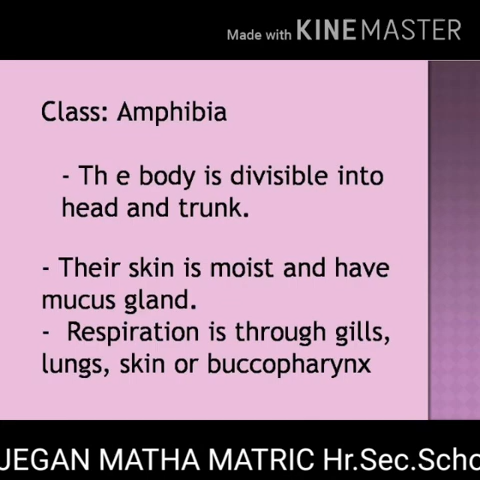 Made with KINEMASTER
Class: Amphibia
- Th e body is divisible into
head and trunk.
- Their skin is moist and have
mucus gland.
- Respiration is through gills,
lungs, skin or buccopharynx
JEGAN MATHA MATRIC Hr.Sec.Scho